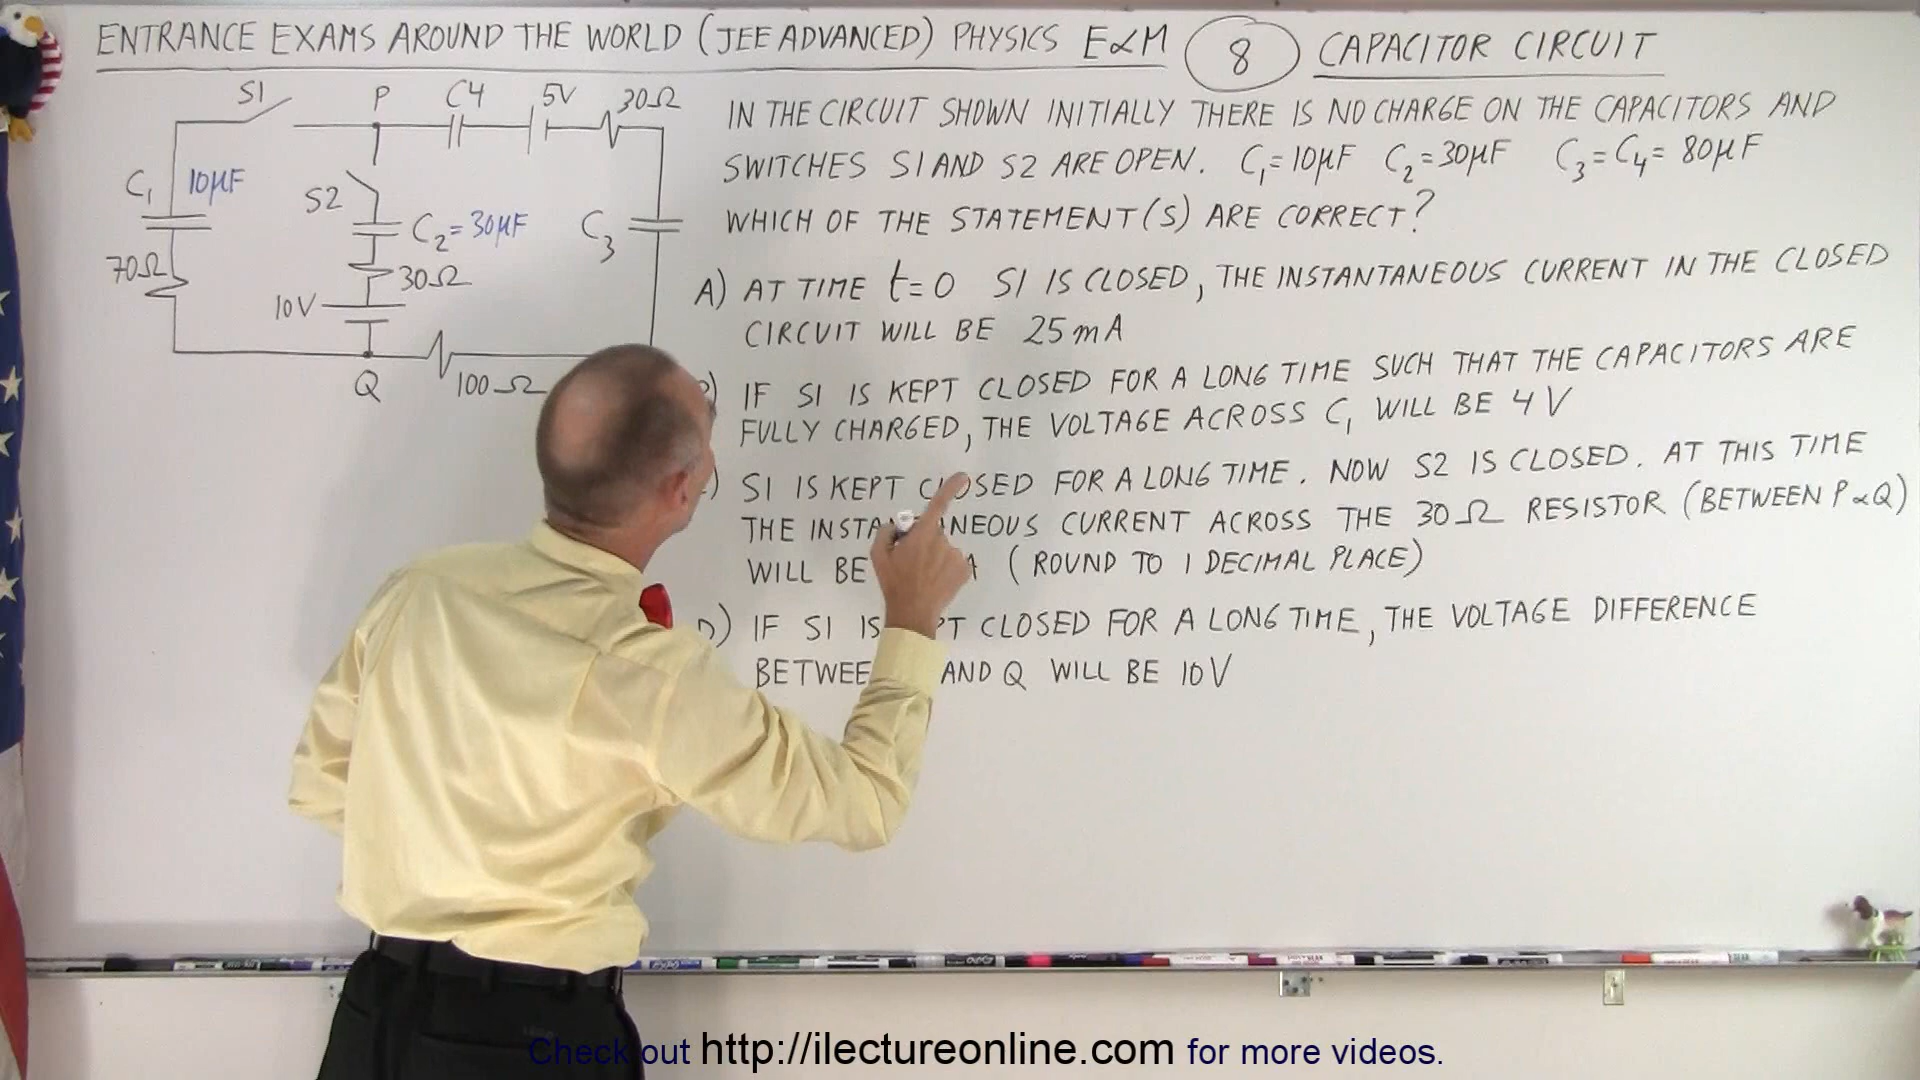 ENTRANCE EXAMS AROUND THE WORLD (JEE ADVANCED) PHYSICS E∝M 8 CAPACITOR CIRCUIT
S1 P C4 5V 30Ω
C1 10μF
S2
C2 = 30μF
C3
70Ω
30Ω
10V
Q 100Ω
IN THE CIRCUIT SHOWN INITIALLY THERE IS NO CHARGE ON THE CAPACITORS AND
SWITCHES S1 AND S2 ARE OPEN. C1 = 10μF C2 = 30μF C3 = C4 = 80μF
WHICH OF THE STATEMENT(S) ARE CORRECT?
A) AT TIME t=0 S1 IS CLOSED, THE INSTANTANEOUS CURRENT IN THE CLOSED
CIRCUIT WILL BE 25mA
) IF S1 IS KEPT CLOSED FOR A LONG TIME SUCH THAT THE CAPACITORS ARE
FULLY CHARGED, THE VOLTAGE ACROSS C1 WILL BE 4V
) S1 IS KEPT CLOSED FOR A LONG TIME. NOW S2 IS CLOSED. AT THIS TIME
THE INSTANTANEOUS CURRENT ACROSS THE 30Ω RESISTOR (BETWEEN P∝Q)
WILL BE A (ROUND TO 1 DECIMAL PLACE)
D) IF S1 IS KEPT CLOSED FOR A LONG TIME, THE VOLTAGE DIFFERENCE
BETWEEN AND Q WILL BE 10V
Check out http://ilectureonline.com for more videos.